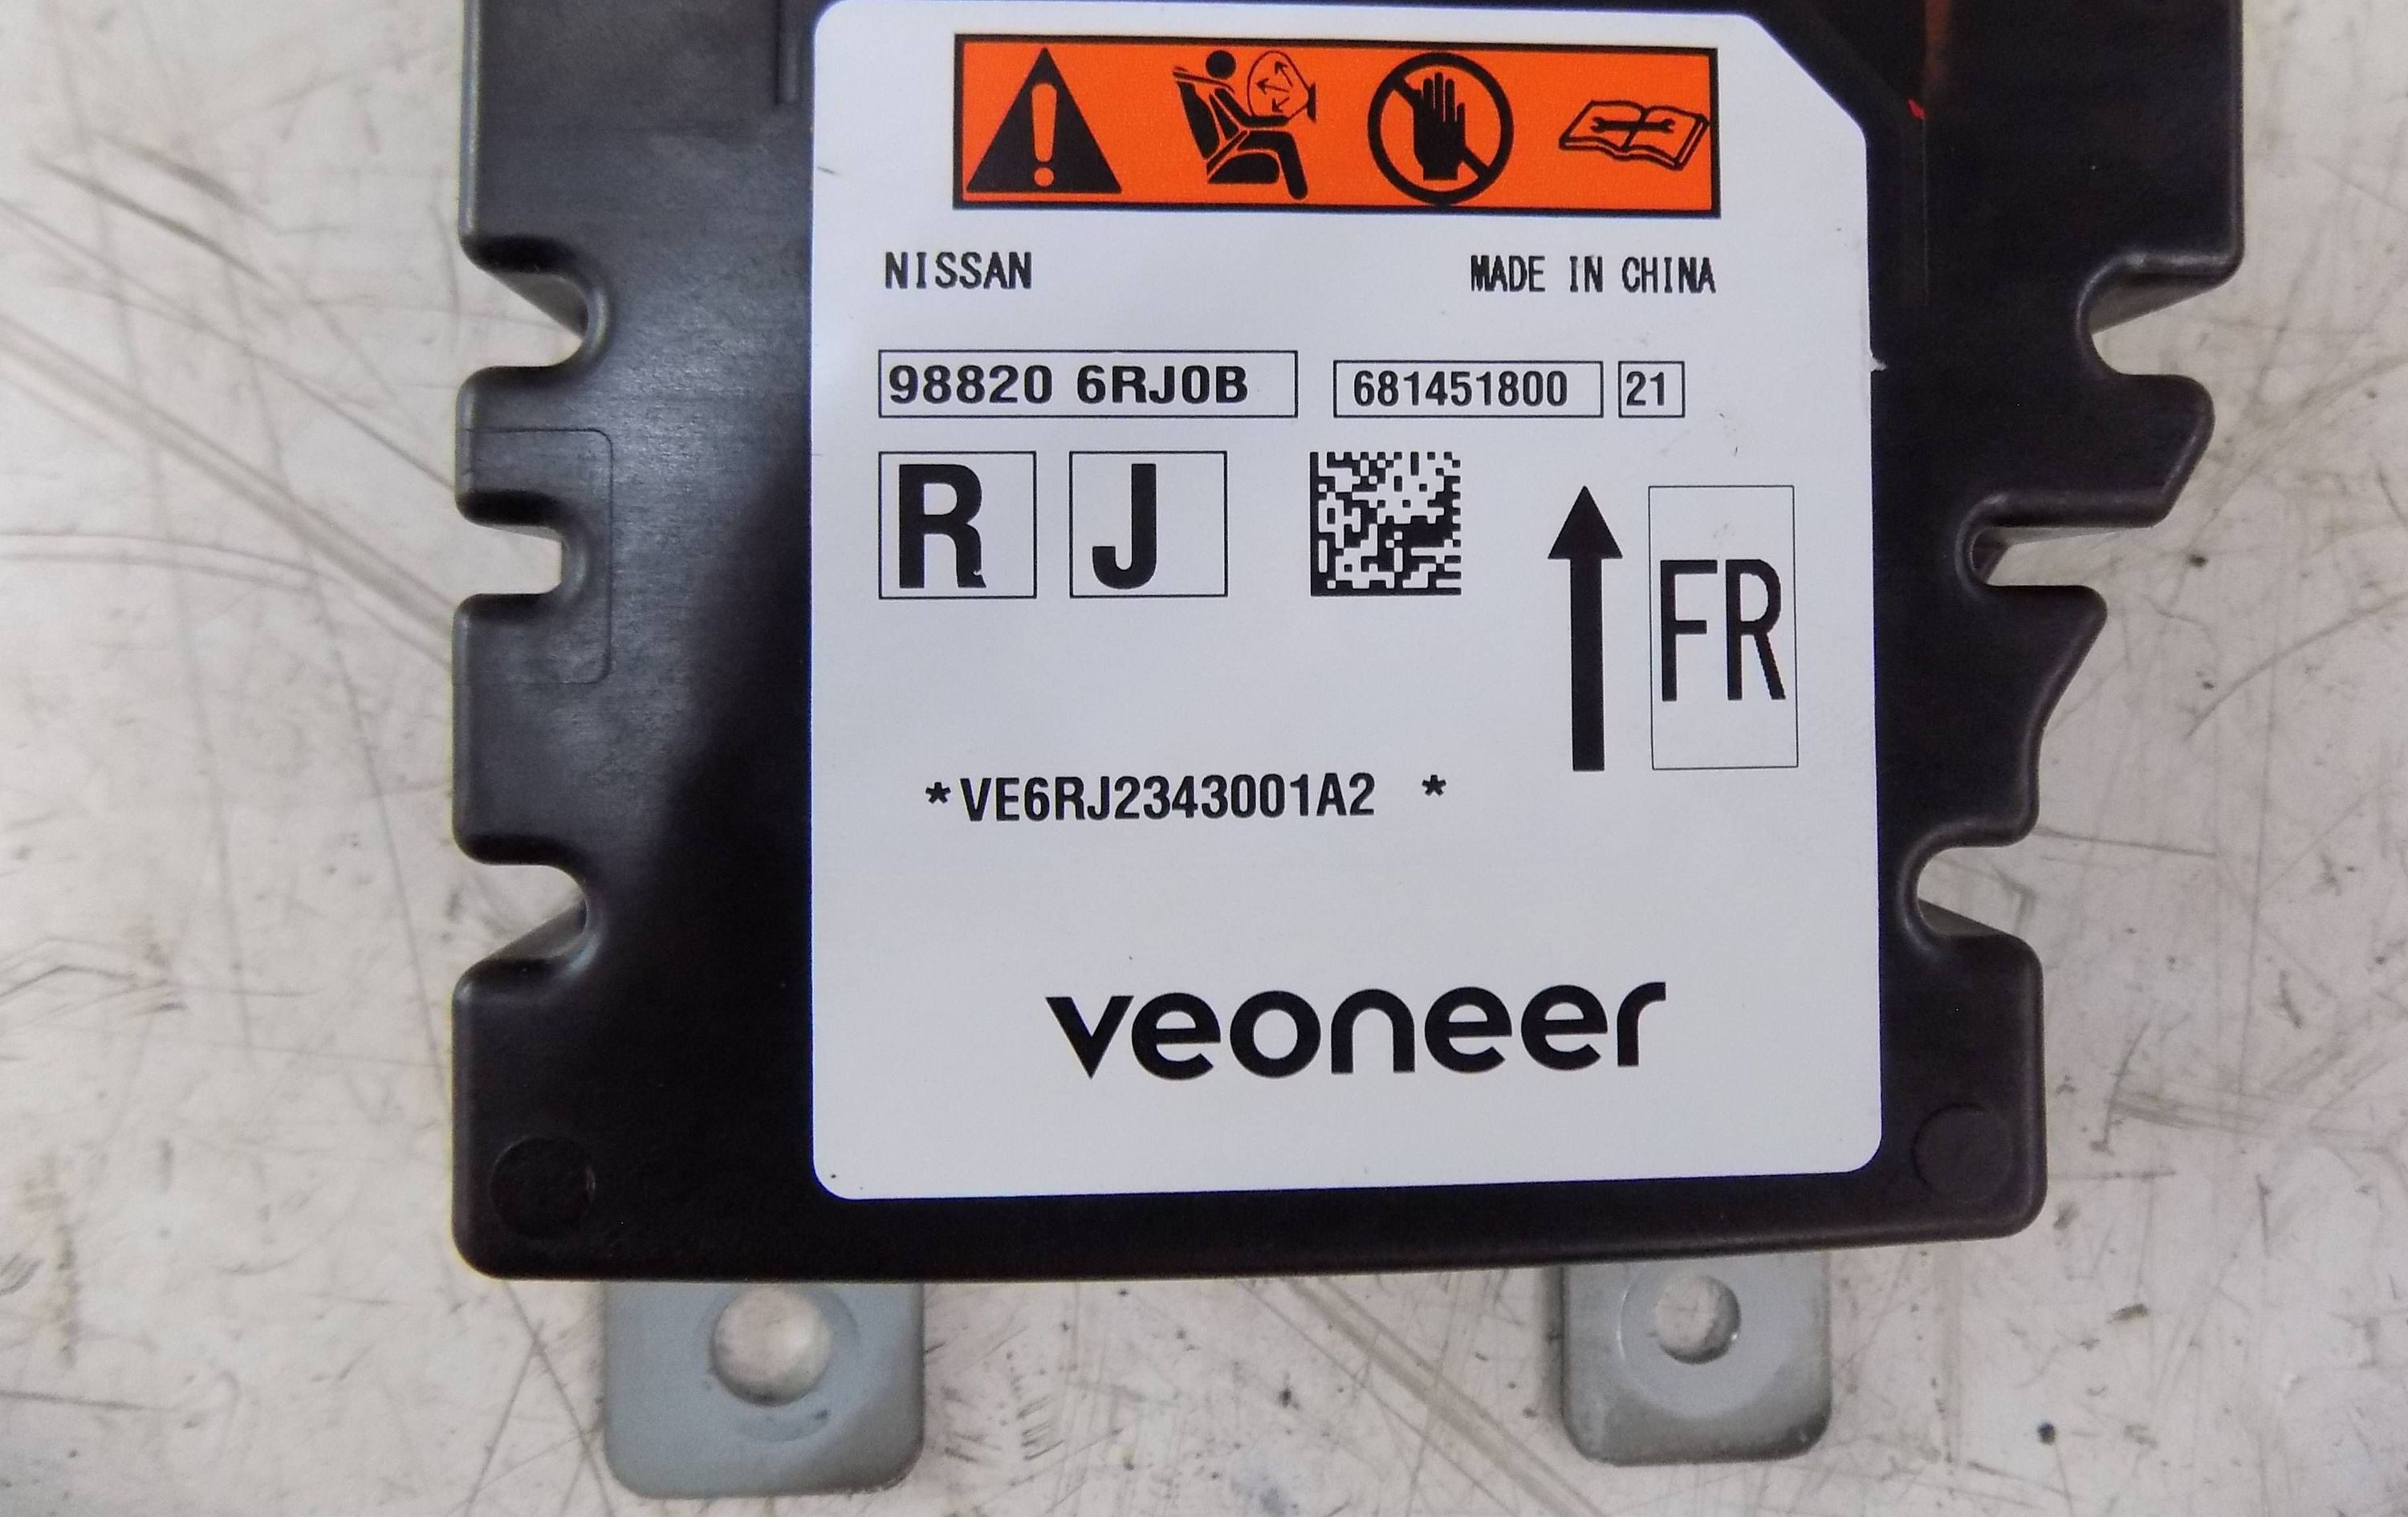 NISSAN MADE IN CHINA
98820 6RJ0B 681451800 21
R J
FR
*VE6RJ2343001A2 *
veoneer